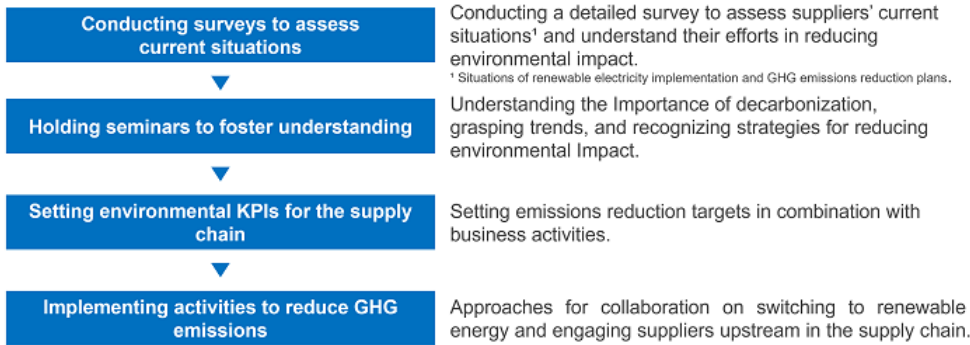 Conducting surveys to assess
current situations
Conducting a detailed survey to assess suppliers' current
situations¹ and understand their efforts in reducing
environmental impact.
¹ Situations of renewable electricity implementation and GHG emissions reduction plans.
Holding seminars to foster understanding
Understanding the Importance of decarbonization,
grasping trends, and recognizing strategies for reducing
environmental Impact.
Setting environmental KPIs for the supply
chain
Setting emissions reduction targets in combination with
business activities.
Implementing activities to reduce GHG
emissions
Approaches for collaboration on switching to renewable
energy and engaging suppliers upstream in the supply chain.